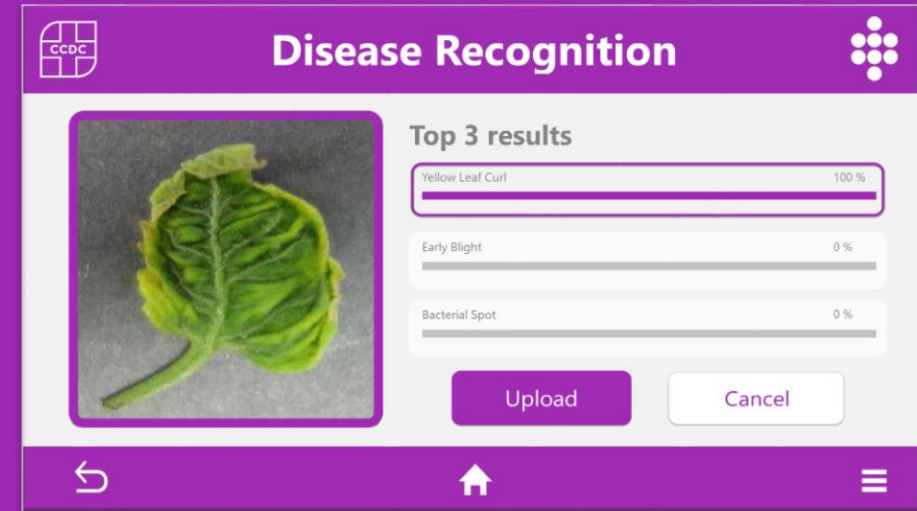 CCDC
Disease Recognition
Top 3 results
Yellow Leaf Curl 100 %
Early Blight 0 %
Bacterial Spot 0 %
Upload Cancel